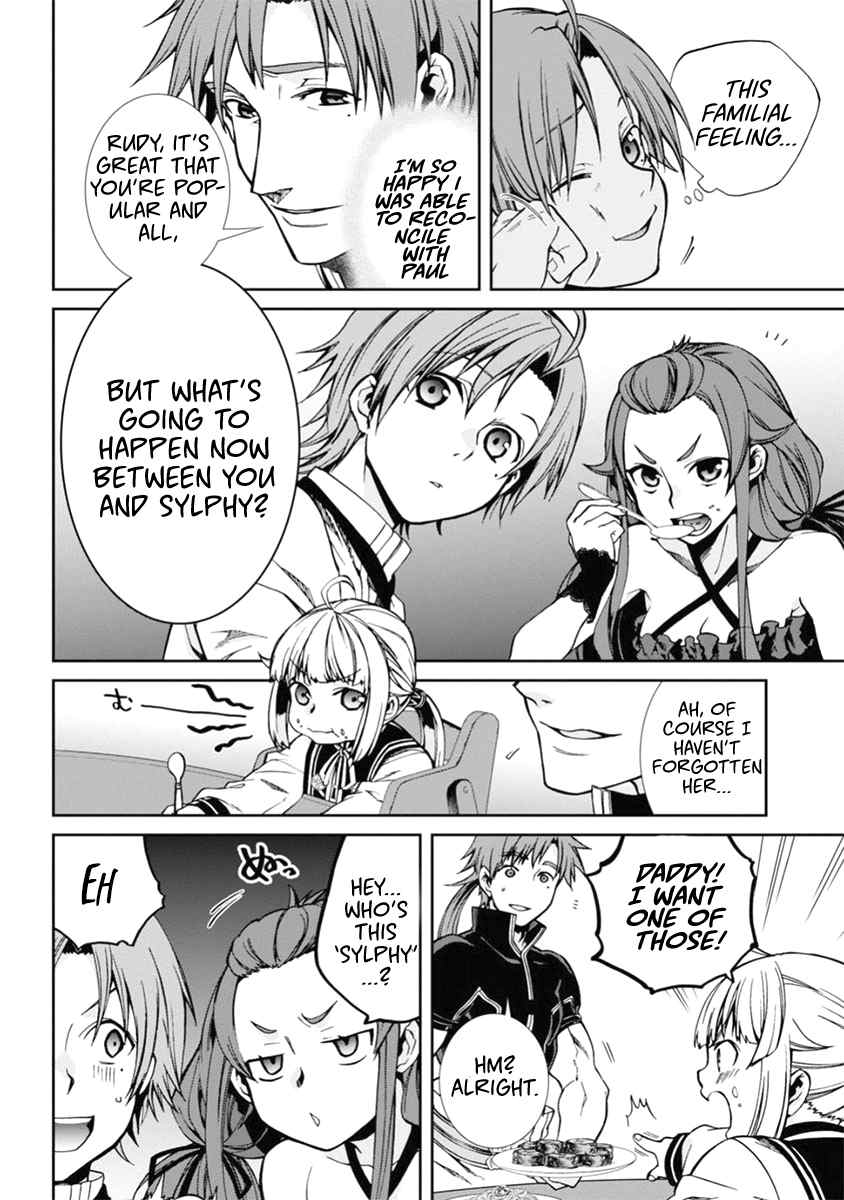 THIS
FAMILIAL
FEELING...
I'M SO
HAPPY I
WAS ABLE
TO RECO-
NCILE
WITH
PAUL
RUDY, IT'S
GREAT THAT
YOU'RE POP-
ULAR AND
ALL,
BUT WHAT'S
GOING TO
HAPPEN NOW
BETWEEN YOU
AND SYLPHY?
AH, OF
COURSE I
HAVEN'T
FORGOTTEN
HER...
むー
DADDY!
I WANT
ONE OF
THOSE!
HM?
ALRIGHT.
HEY...
WHO'S
THIS
'SYLPHY'
...?
ぬっ
EH